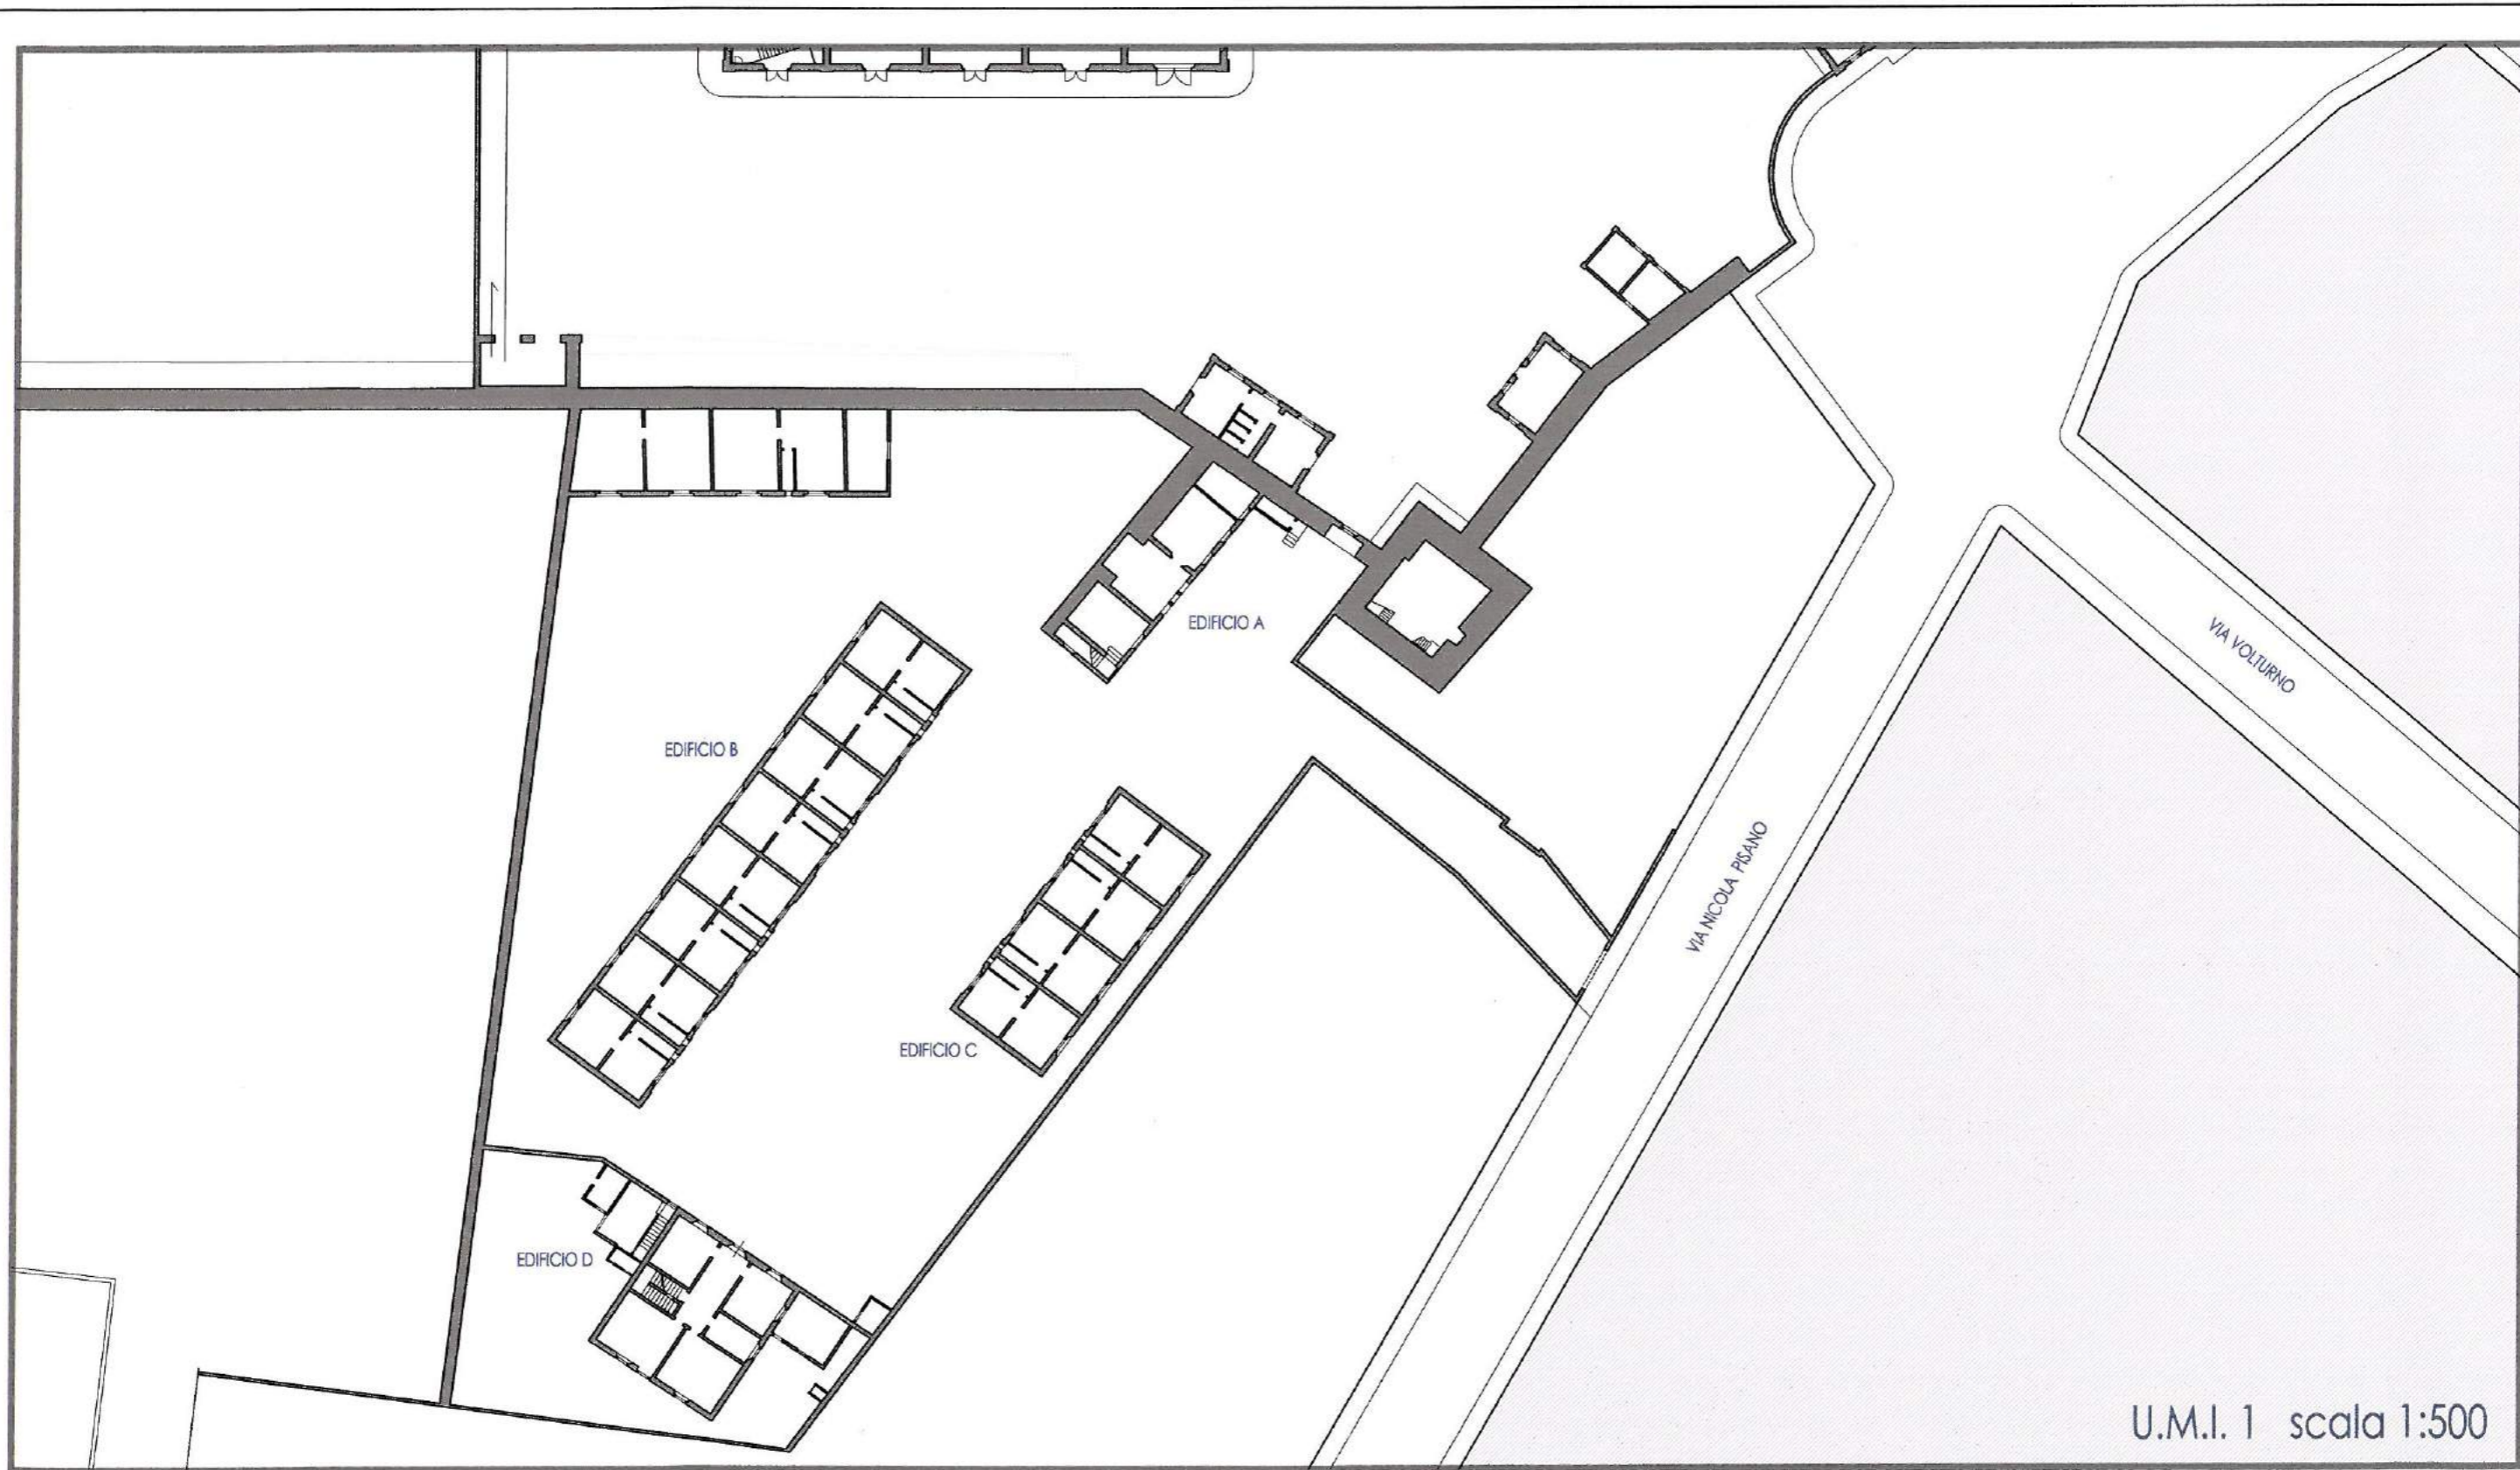 EDIFICIO A
VIA VOLTURNO
EDIFICIO B
VIA NICOLA PISANO
EDIFICIO C
EDIFICIO D
U.M.I. 1 scala 1:500